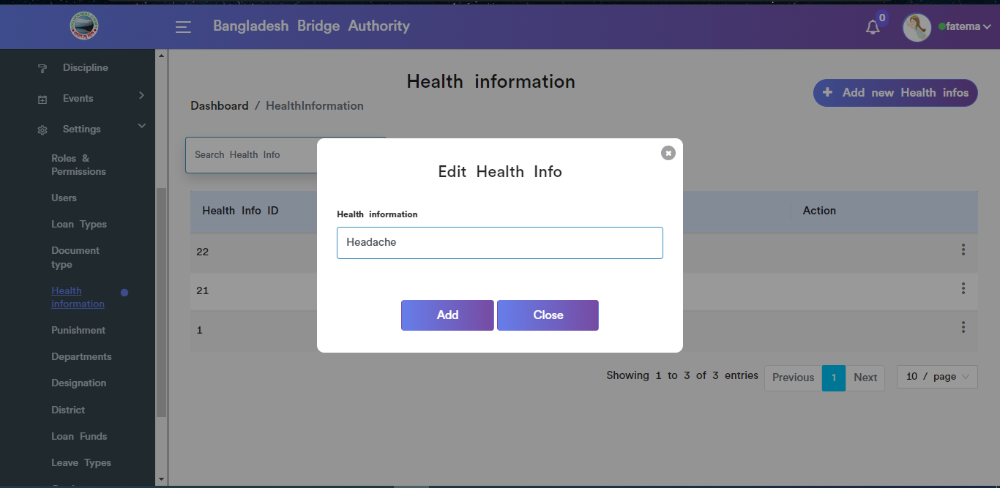 Bangladesh Bridge Authority
0
fatema
Discipline
Events
Settings
Roles &
Permissions
Users
Loan Types
Document
type
Health
information
Punishment
Departments
Designation
District
Loan Funds
Leave Types
Health information
Add new Health infos
Dashboard / HealthInformation
Search Health Info
Health Info ID
Action
22
21
1
Edit Health Info
Health information
Headache
Add
Close
Showing 1 to 3 of 3 entries
Previous
1
Next
10 / page